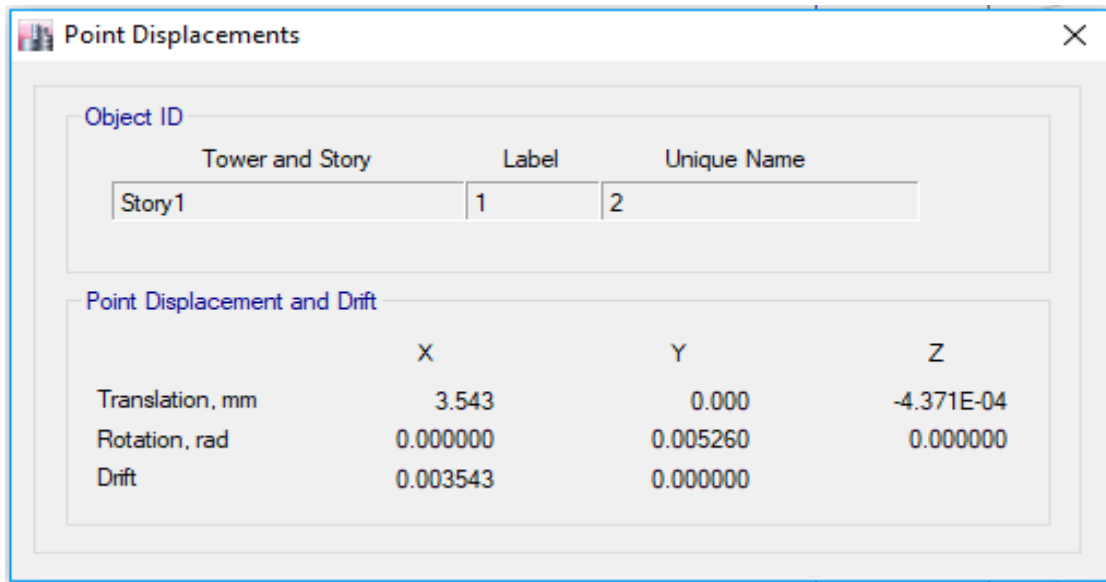 Point Displacements
Object ID
Tower and Story Label Unique Name
Story1 1 2
Point Displacement and Drift
X Y Z
Translation, mm 3.543 0.000 -4.371E-04
Rotation, rad 0.000000 0.005260 0.000000
Drift 0.003543 0.000000